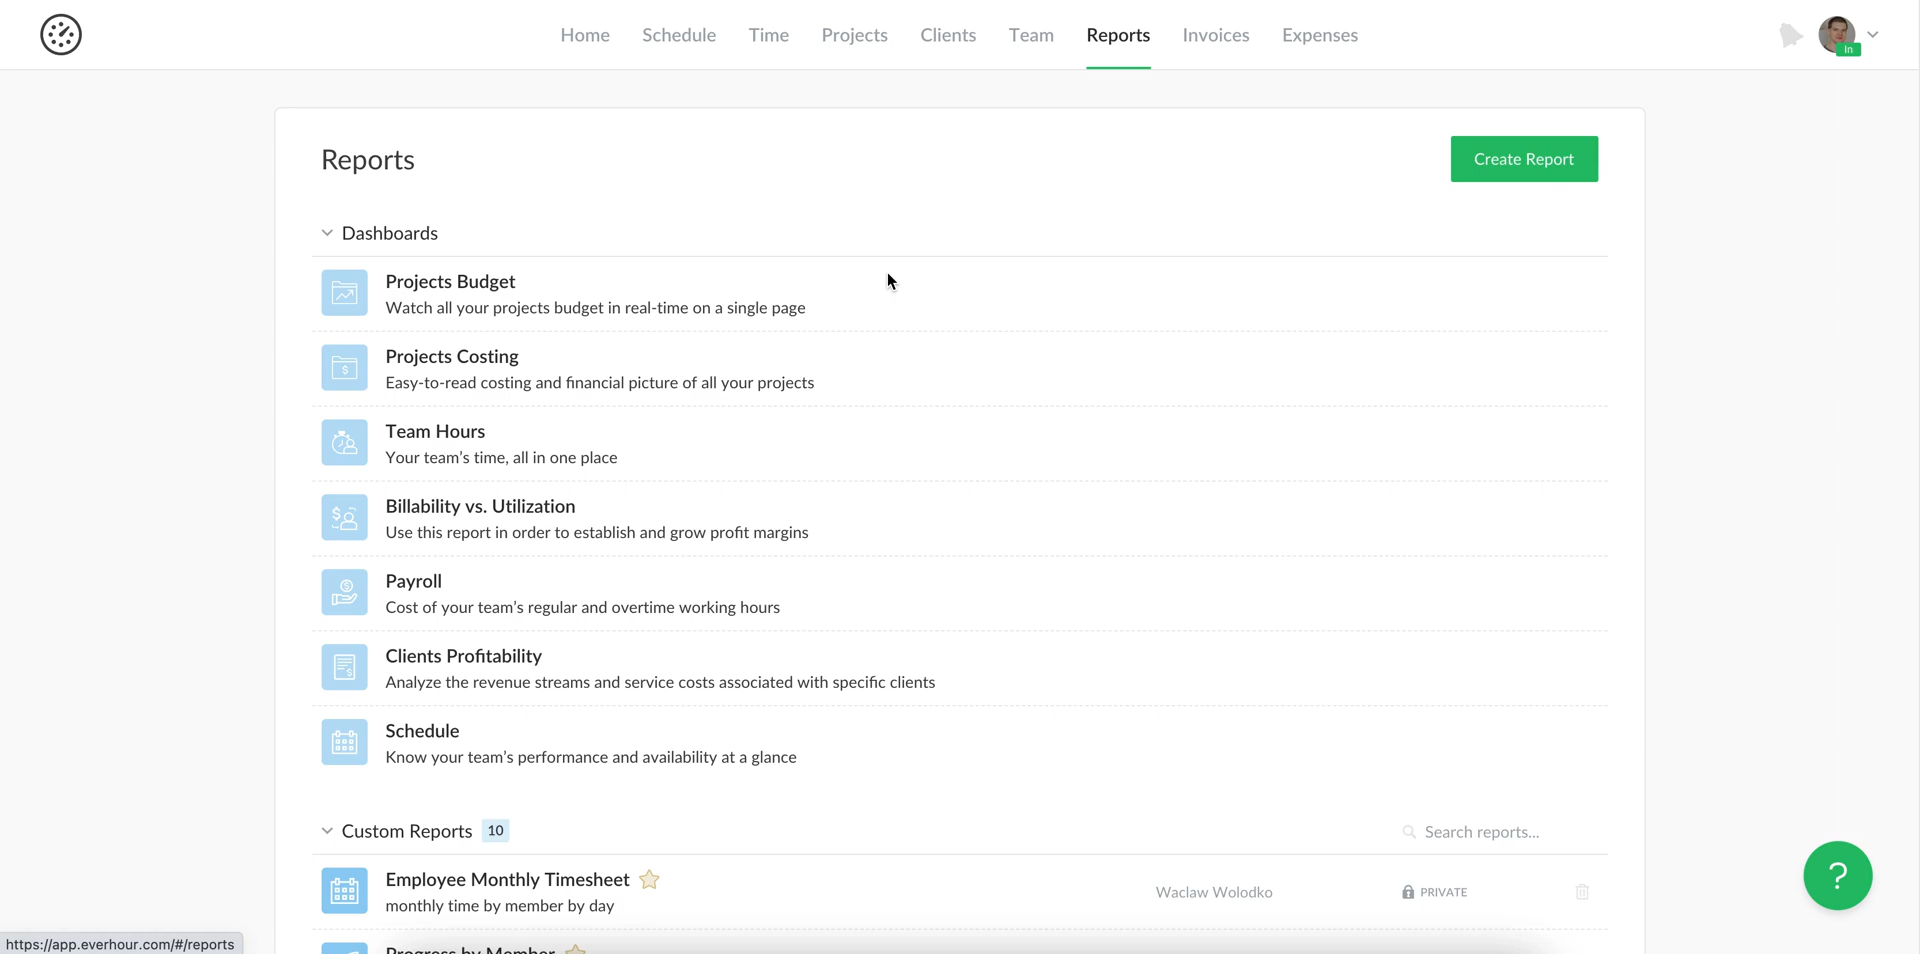 Home Schedule Time Projects Clients Team Reports Invoices Expenses
In
Reports
Create Report
Dashboards
Projects Budget
Watch all your projects budget in real-time on a single page
Projects Costing
Easy-to-read costing and financial picture of all your projects
Team Hours
Your team's time, all in one place
Billability vs. Utilization
Use this report in order to establish and grow profit margins
Payroll
Cost of your team's regular and overtime working hours
Clients Profitability
Analyze the revenue streams and service costs associated with specific clients
Schedule
Know your team's performance and availability at a glance
Custom Reports 10
Search reports...
Employee Monthly Timesheet
monthly time by member by day
Waclaw Wolodko
PRIVATE
?
Progress by Member
https://app.everhour.com/#/reports